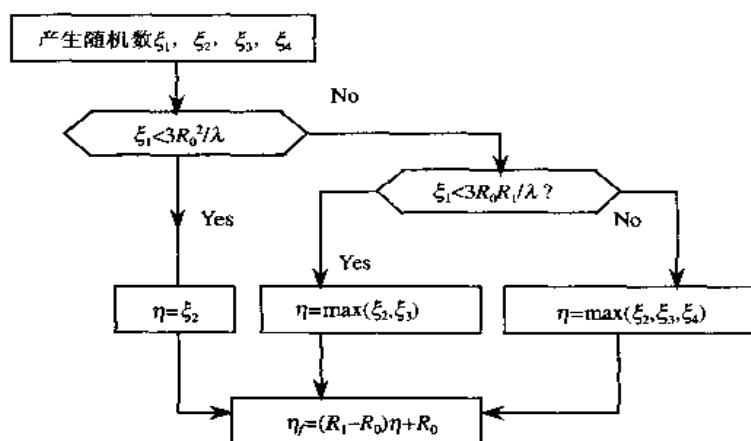 产生随机数ξ₁, ξ₂, ξ₃, ξ₄
No
ξ₁<3R₀²/λ
ξ₁<3R₀R₁/λ?
Yes
No
Yes
η=ξ₂
η=max(ξ₂,ξ₃)
η=max(ξ₂,ξ₃,ξ₄)
η_f=(R₁−R₀)η+R₀